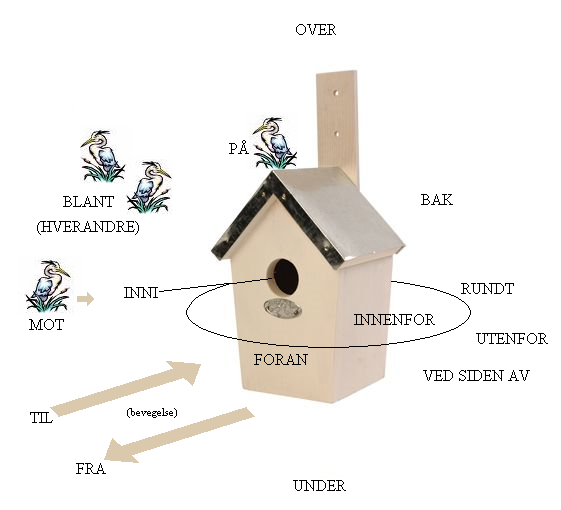 OVER
PÅ
BLANT
(HVERANDRE)
BAK
INNI
RUNDT
MOT
INNENFOR
UTENFOR
FORAN
VED SIDEN AV
TIL
(bevegelse)
FRA
UNDER